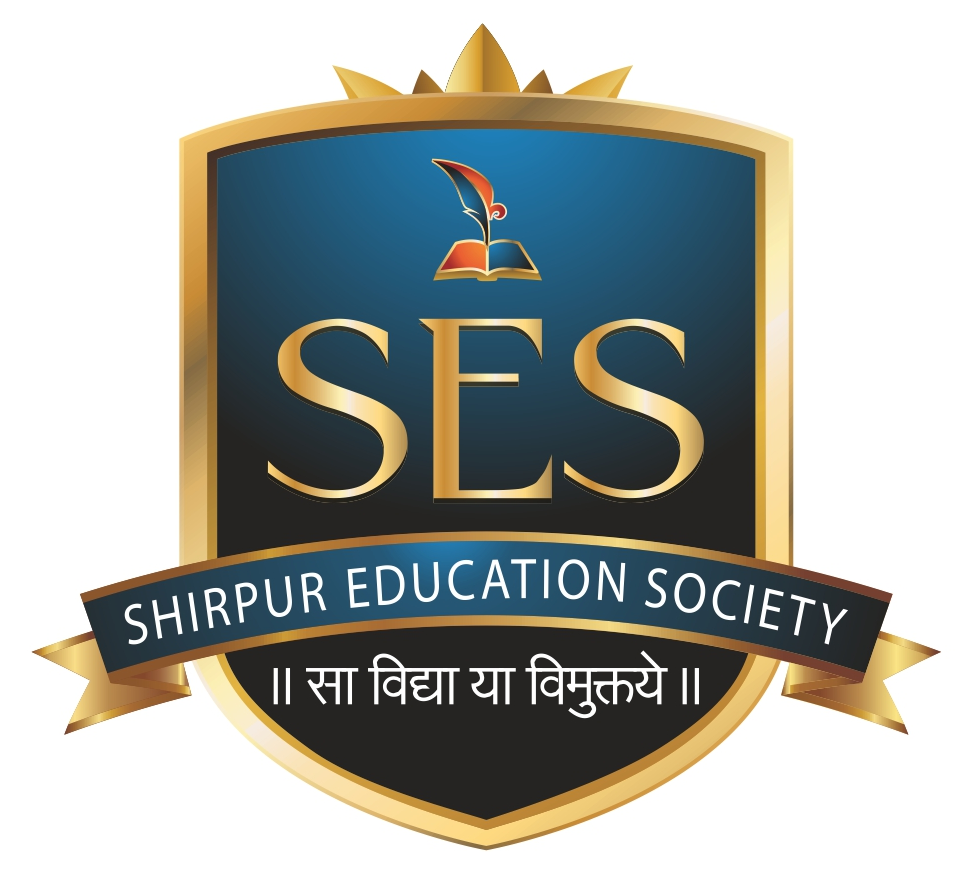 SES
SHIRPUR EDUCATION SOCIETY
॥ सा विद्या या विमुक्तये ॥